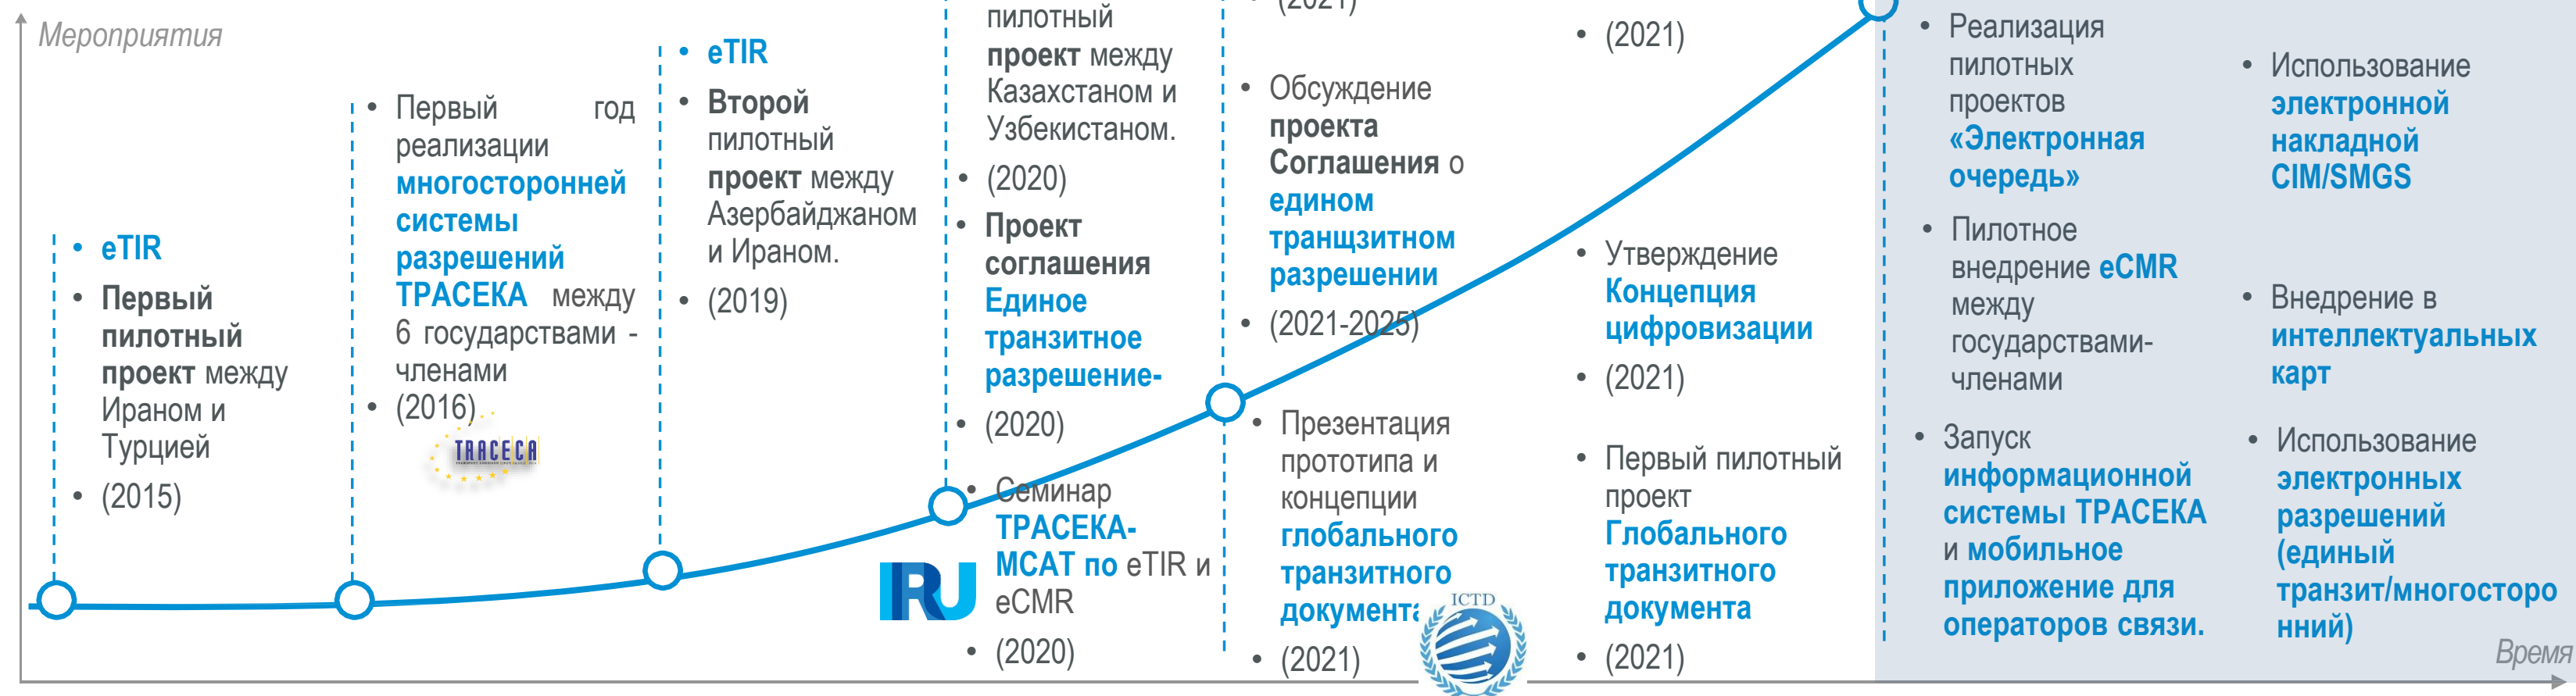 Мероприятия
• eTIR
• Первый
пилотный
проект между
Ираном и
Турцией
• (2015)
• Первый год
реализации
многосторонней
системы
разрешений
ТРАСЕКА между
6 государствами -
членами
• (2016)
TRACECA
• eTIR
• Второй
пилотный
проект между
Азербайджаном
и Ираном.
• (2019)
пилотный
проект между
Казахстаном и
Узбекистаном.
• (2020)
• Проект
соглашения
Единое
транзитное
разрешение-
• (2020)
• Семинар
ТРАСЕКА-
МСАТ по eTIR и
eCMR
• (2020)
IRU
• (2021)
• Обсуждение
проекта
Соглашения о
едином
транщзитном
разрешении
• (2021-2025)
• Презентация
прототипа и
концепции
глобального
транзитного
документа
• (2021)
ICTD
• (2021)
• Утверждение
Концепция
цифровизации
• (2021)
• Первый пилотный
проект
Глобального
транзитного
документа
• (2021)
• Реализация
пилотных
проектов
«Электронная
очередь»
• Пилотное
внедрение eCMR
между
государствами-
членами
• Запуск
информационной
системы ТРАСЕКА
и мобильное
приложение для
операторов связи.
• Использование
электронной
накладной
CIM/SMGS
• Внедрение в
интеллектуальных
карт
• Использование
электронных
разрешений
(единый
транзит/многосторо
нний)
Время